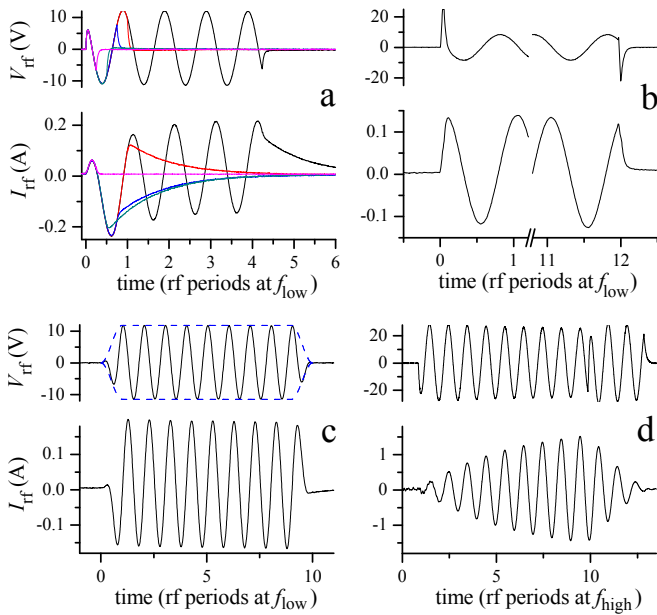 V_rf (V)
10
0
-10
a
I_rf (A)
0.2
0.0
-0.2
0 1 2 3 4 5 6
time (rf periods at f_low)
20
0
-20
b
0.1
0.0
-0.1
0 1 11 12
time (rf periods at f_low)
V_rf (V)
10
0
-10
c
I_rf (A)
0.1
0.0
-0.1
0 5 10
time (rf periods at f_low)
20
0
-20
d
1
0
-1
0 5 10
time (rf periods at f_high)